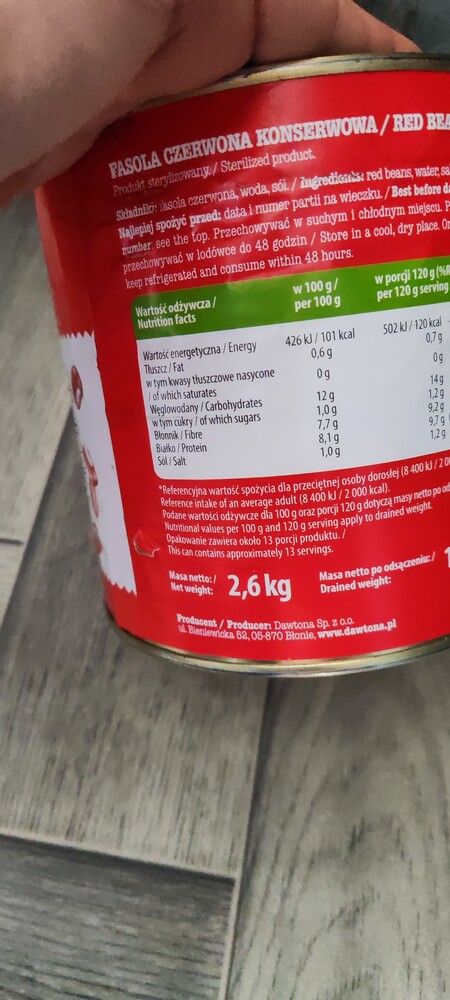 FASOLA CZERWONA KONSERWOWA / RED BEA
Produkt sterylizowany. / Sterilized product.
Składniki: fasola czerwona, woda, sól. / Ingredients: red beans, water, sa
Najlepiej spożyć przed: data i numer partii na wieczku. / Best before da
number: see the top. Przechowywać w suchym i chłodnym miejscu. P
przechowywać w lodówce do 48 godzin / Store in a cool, dry place. On
keep refrigerated and consume within 48 hours.
Wartość odżywcza / Nutrition facts
w 100 g / per 100 g
w porcji 120 g (%R
per 120 g serving
Wartość energetyczna / Energy 426 kJ / 101 kcal 502 kJ / 120 kcal
Tłuszcz / Fat 0,6 g 0,7 g
w tym kwasy tłuszczowe nasycone
/ of which saturates 0 g 0 g
Węglowodany / Carbohydrates 12 g 14 g
w tym cukry / of which sugars 1,0 g 1,2 g
Błonnik / Fibre 7,7 g 9,2 g
Białko / Protein 8,1 g 9,7 g
Sól / Salt 1,0 g 1,2 g
*Referencyjna wartość spożycia dla przeciętnej osoby dorosłej (8 400 kJ / 2 00
Reference intake of an average adult (8 400 kJ / 2 000 kcal).
Podane wartości odżywcze dla 100 g oraz porcji 120 g dotyczą masy netto po od
Nutritional values per 100 g and 120 g serving apply to drained weight.
Opakowanie zawiera około 13 porcji produktu. /
This can contains approximately 13 servings.
Masa netto: /
Net weight: 2,6 kg
Masa netto po odsączeniu: /
Drained weight: 1
Producent / Producer: Dawtona Sp. z o.o.
ul. Bieniewicka 52, 05-870 Błonie, www.dawtona.pl